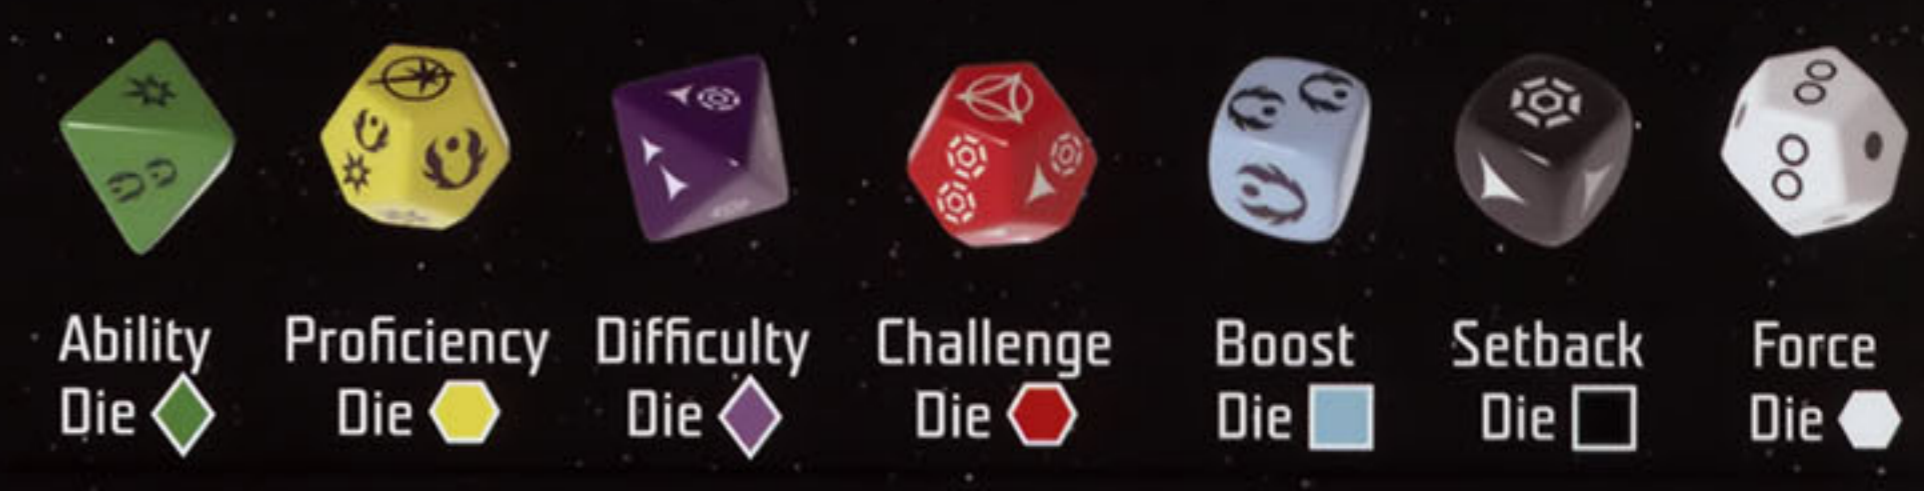 Ability
Die
Proficiency
Die
Difficulty
Die
Challenge
Die
Boost
Die
Setback
Die
Force
Die